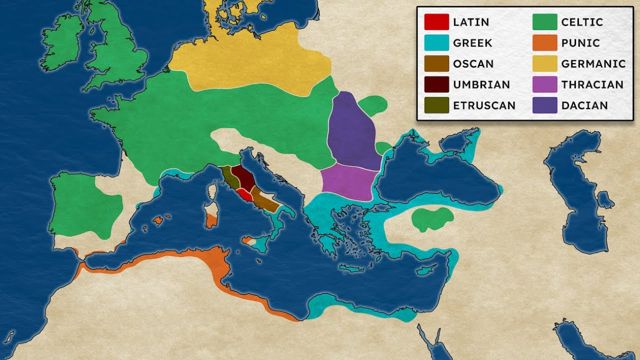 LATIN
GREEK
OSCAN
UMBRIAN
ETRUSCAN
CELTIC
PUNIC
GERMANIC
THRACIAN
DACIAN